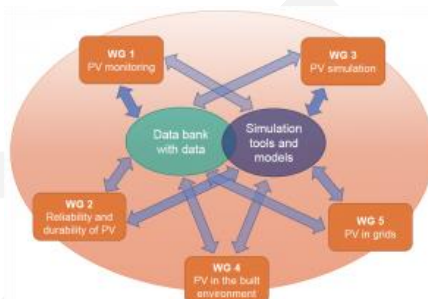 WG 1
PV monitoring
WG 3
PV simulation
Data bank
with data
Simulation
tools and
models
WG 2
Reliability and
durability of PV
WG 5
PV in grids
WG 4
PV in the built
environment